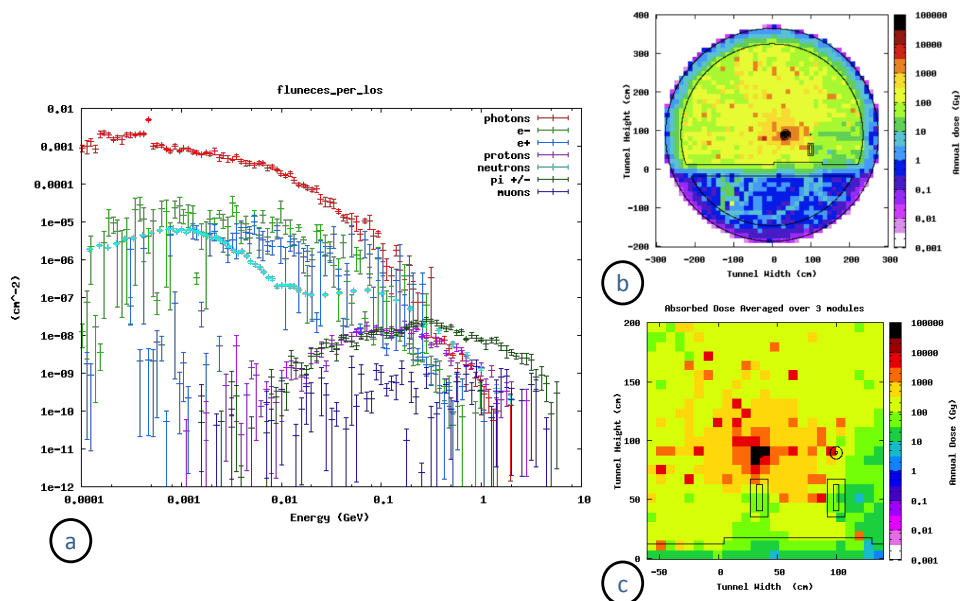 fluneces_per_los
0,01
0,001
0,0001
1e-05
1e-06
1e-07
1e-08
1e-09
1e-10
1e-11
1e-12
(cm^-2)
photons
e-
e+
protons
neutrons
pi +/-
muons
0,0001 0,001 0,01 0,1 1 10
Energy (GeV)
a
400
300
200
100
0
-100
-200
Tunnel Height (cm)
-300 -200 -100 0 100 200 300
Tunnel Width (cm)
100000
10000
1000
100
10
1
0,1
0,01
0,001
Annual dose (Gy)
b
Absorbed Dose Averaged over 3 modules
200
150
100
50
0
Tunnel Height (cm)
-50 0 50 100
Tunnel Width (cm)
100000
10000
1000
100
10
1
0,1
0,01
0,001
Annual Dose (Gy)
c